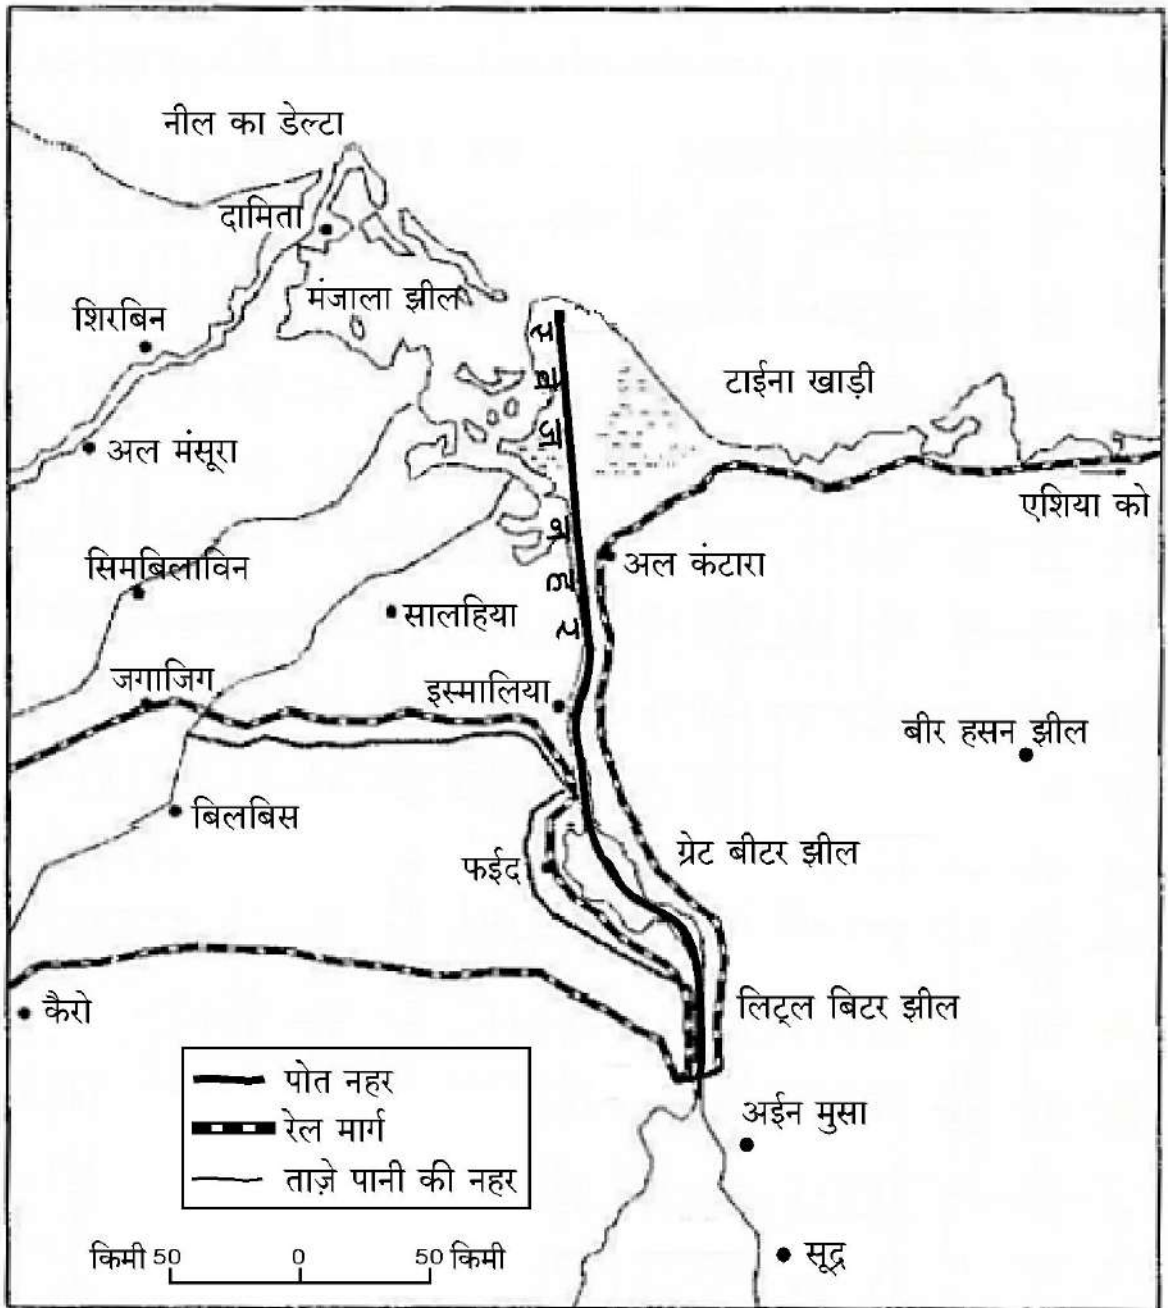 नील का डेल्टा
दामिता
मंजाला झील
शिरबिन
टाईना खाड़ी
अल मंसूरा
एशिया को
स्वेज़ नहर
अल कंटारा
सिमबिलाविन
सालहिया
जगाजिग
इस्मालिया
बीर हसन झील
बिलबिस
ग्रेट बीटर झील
फईद
कैरो
लिट्ल बिटर झील
पोत नहर
रेल मार्ग
ताज़े पानी की नहर
अईन मुसा
किमी 50 0 50 किमी
सूद्र